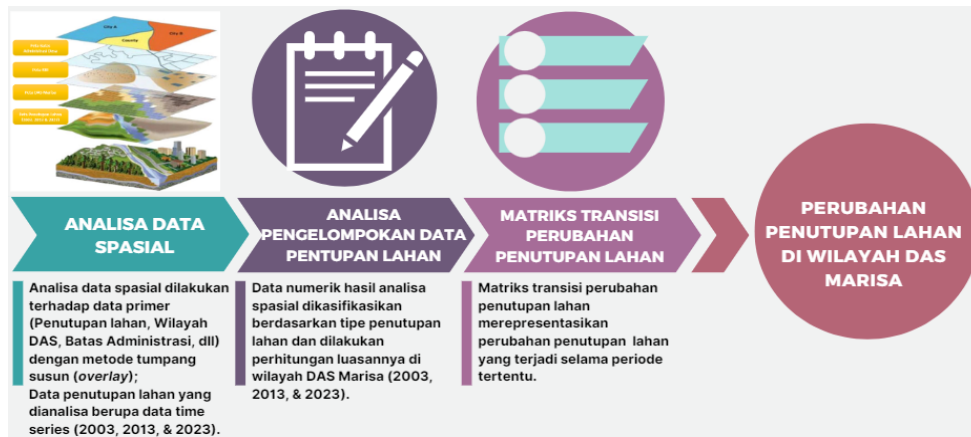 City A
City B
County
ANALISA DATA
SPASIAL
Analisa data spasial dilakukan
terhadap data primer
(Penutupan lahan, Wilayah
DAS, Batas Administrasi, dll)
dengan metode tumpang
susun (overlay);
Data penutupan lahan yang
dianalisa berupa data time
series (2003, 2013, & 2023).
ANALISA
PENGELOMPOKAN DATA
PENTUPAN LAHAN
Data numerik hasil analisa
spasial dikasifikasikan
berdasarkan tipe penutupan
lahan dan dilakukan
perhitungan luasannya di
wilayah DAS Marisa (2003,
2013, & 2023).
MATRIKS TRANSISI
PERUBAHAN
PENUTUPAN LAHAN
Matriks transisi perubahan
penutupan lahan
merepresentasikan
perubahan penutupan lahan
yang terjadi selama periode
tertentu.
PERUBAHAN
PENUTUPAN LAHAN
DI WILAYAH DAS
MARISA